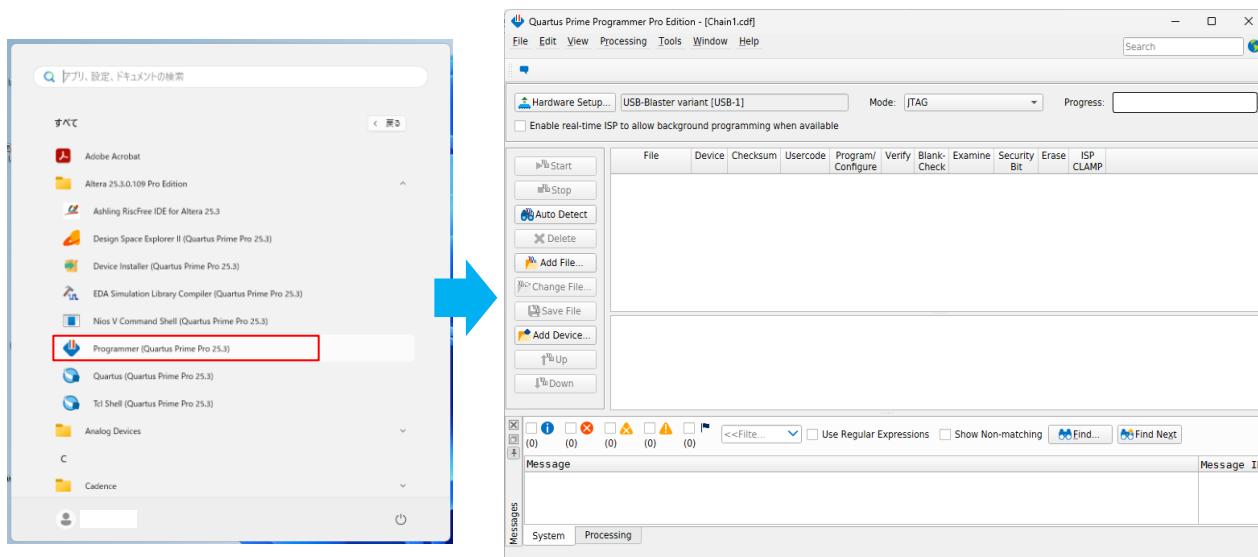 アプリ、設定、ドキュメントの検索
すべて
< 戻る
Adobe Acrobat
Altera 25.3.0.109 Pro Edition
Ashling RiscFree IDE for Altera 25.3
Design Space Explorer II (Quartus Prime Pro 25.3)
Device Installer (Quartus Prime Pro 25.3)
EDA Simulation Library Compiler (Quartus Prime Pro 25.3)
Nios V Command Shell (Quartus Prime Pro 25.3)
Programmer (Quartus Prime Pro 25.3)
Quartus (Quartus Prime Pro 25.3)
Tcl Shell (Quartus Prime Pro 25.3)
Analog Devices
C
Cadence
Quartus Prime Programmer Pro Edition - [Chain1.cdf]
File Edit View Processing Tools Window Help
Search
Hardware Setup... USB-Blaster variant [USB-1] Mode: JTAG Progress:
Enable real-time ISP to allow background programming when available
Start
Stop
Auto Detect
Delete
Add File...
Change File...
Save File
Add Device...
Up
Down
File Device Checksum Usercode Program/ Verify Blank- Examine Security Erase ISP
Configure Check Bit CLAMP
(0) (0) (0) (0) (0) <<Filte... Use Regular Expressions Show Non-matching Find... Find Next
Message Message I
Messages
System Processing